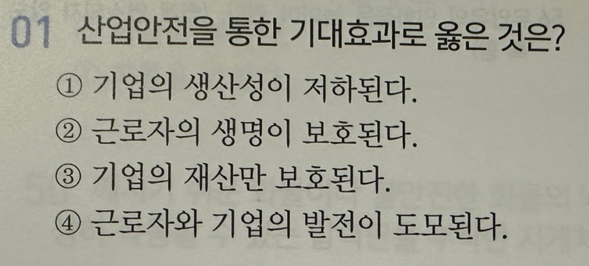 01 산업안전을 통한 기대효과로 옳은 것은?
① 기업의 생산성이 저하된다.
② 근로자의 생명이 보호된다.
③ 기업의 재산만 보호된다.
④ 근로자와 기업의 발전이 도모된다.